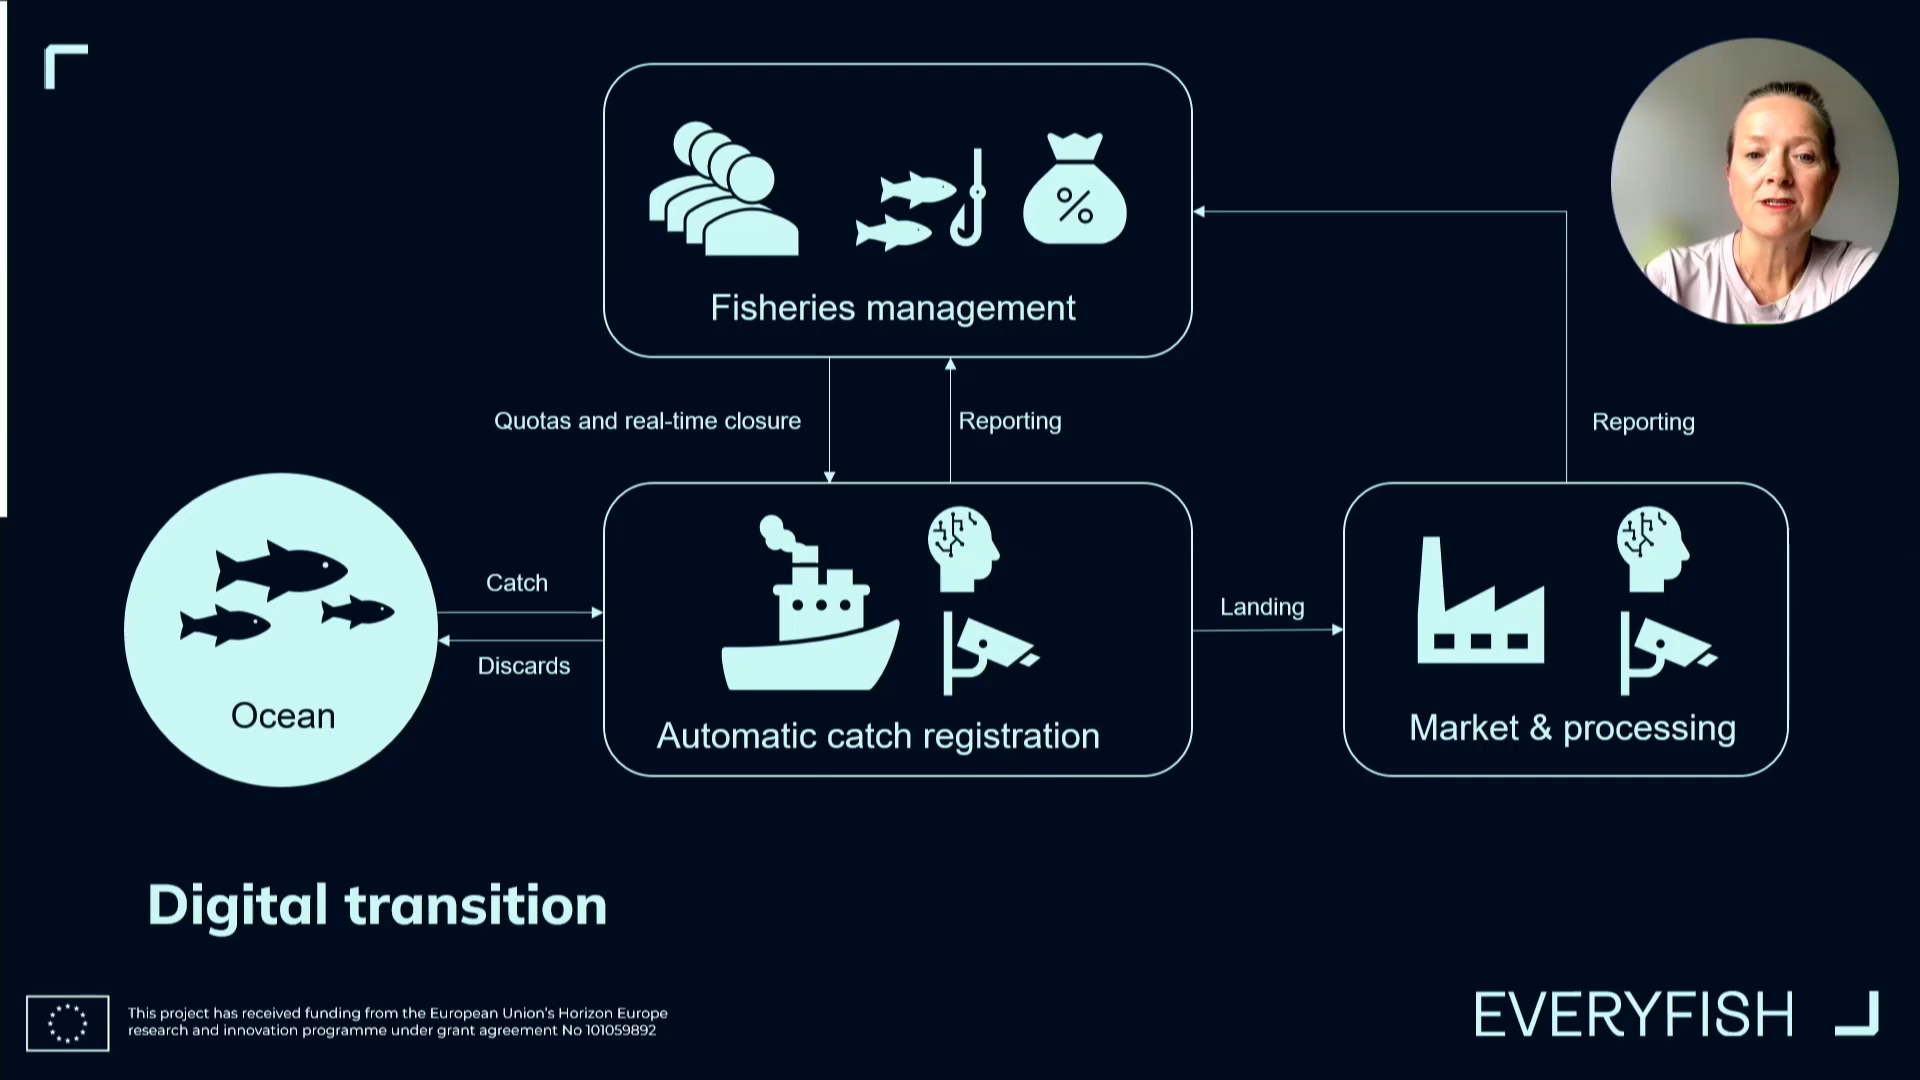 Fisheries management
Quotas and real-time closure
Reporting
Reporting
Catch
Discards
Ocean
Automatic catch registration
Landing
Market & processing
%
Digital transition
This project has received funding from the European Union's Horizon Europe
research and innovation programme under grant agreement No 101059892
EVERYFISH